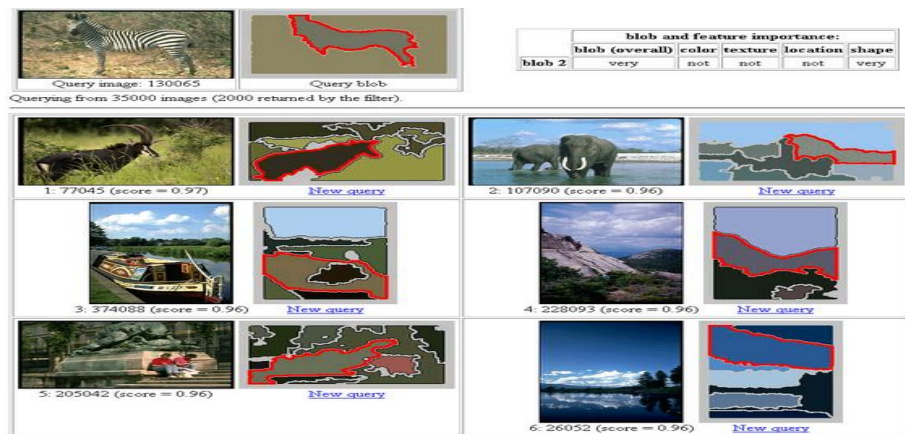 blob and feature importance:
blob (overall) color texture location shape
blob 2 very not not not very
Query image: 130065 Query blob
Querying from 35000 images (2000 returned by the filter).
1: 77045 (score = 0.97) New query
2: 107090 (score = 0.96) New query
3: 374088 (score = 0.96) New query
4: 228093 (score = 0.96) New query
5: 205042 (score = 0.96) New query
6: 26052 (score = 0.96) New query